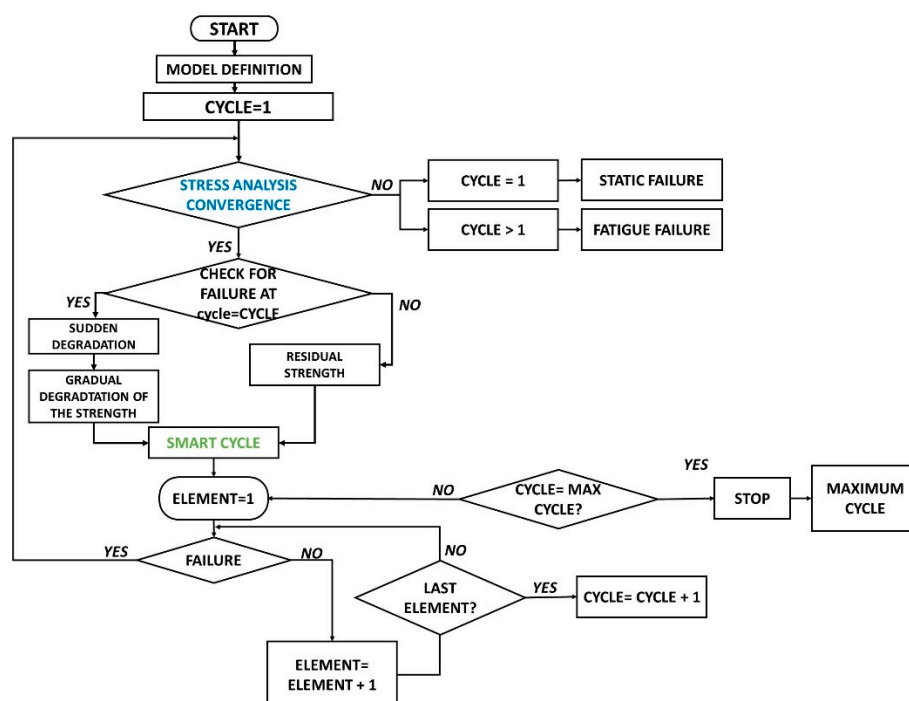 START
MODEL DEFINITION
CYCLE=1
STRESS ANALYSIS
CONVERGENCE
NO
CYCLE = 1
STATIC FAILURE
CYCLE > 1
FATIGUE FAILURE
YES
CHECK FOR
FAILURE AT
cycle=CYCLE
YES
NO
SUDDEN
DEGRADATION
GRADUAL
DEGRADTATION OF
THE STRENGTH
RESIDUAL
STRENGTH
SMART CYCLE
ELEMENT=1
NO
CYCLE= MAX
CYCLE?
YES
STOP
MAXIMUM
CYCLE
YES
FAILURE
NO
NO
LAST
ELEMENT?
YES
CYCLE= CYCLE + 1
ELEMENT=
ELEMENT + 1